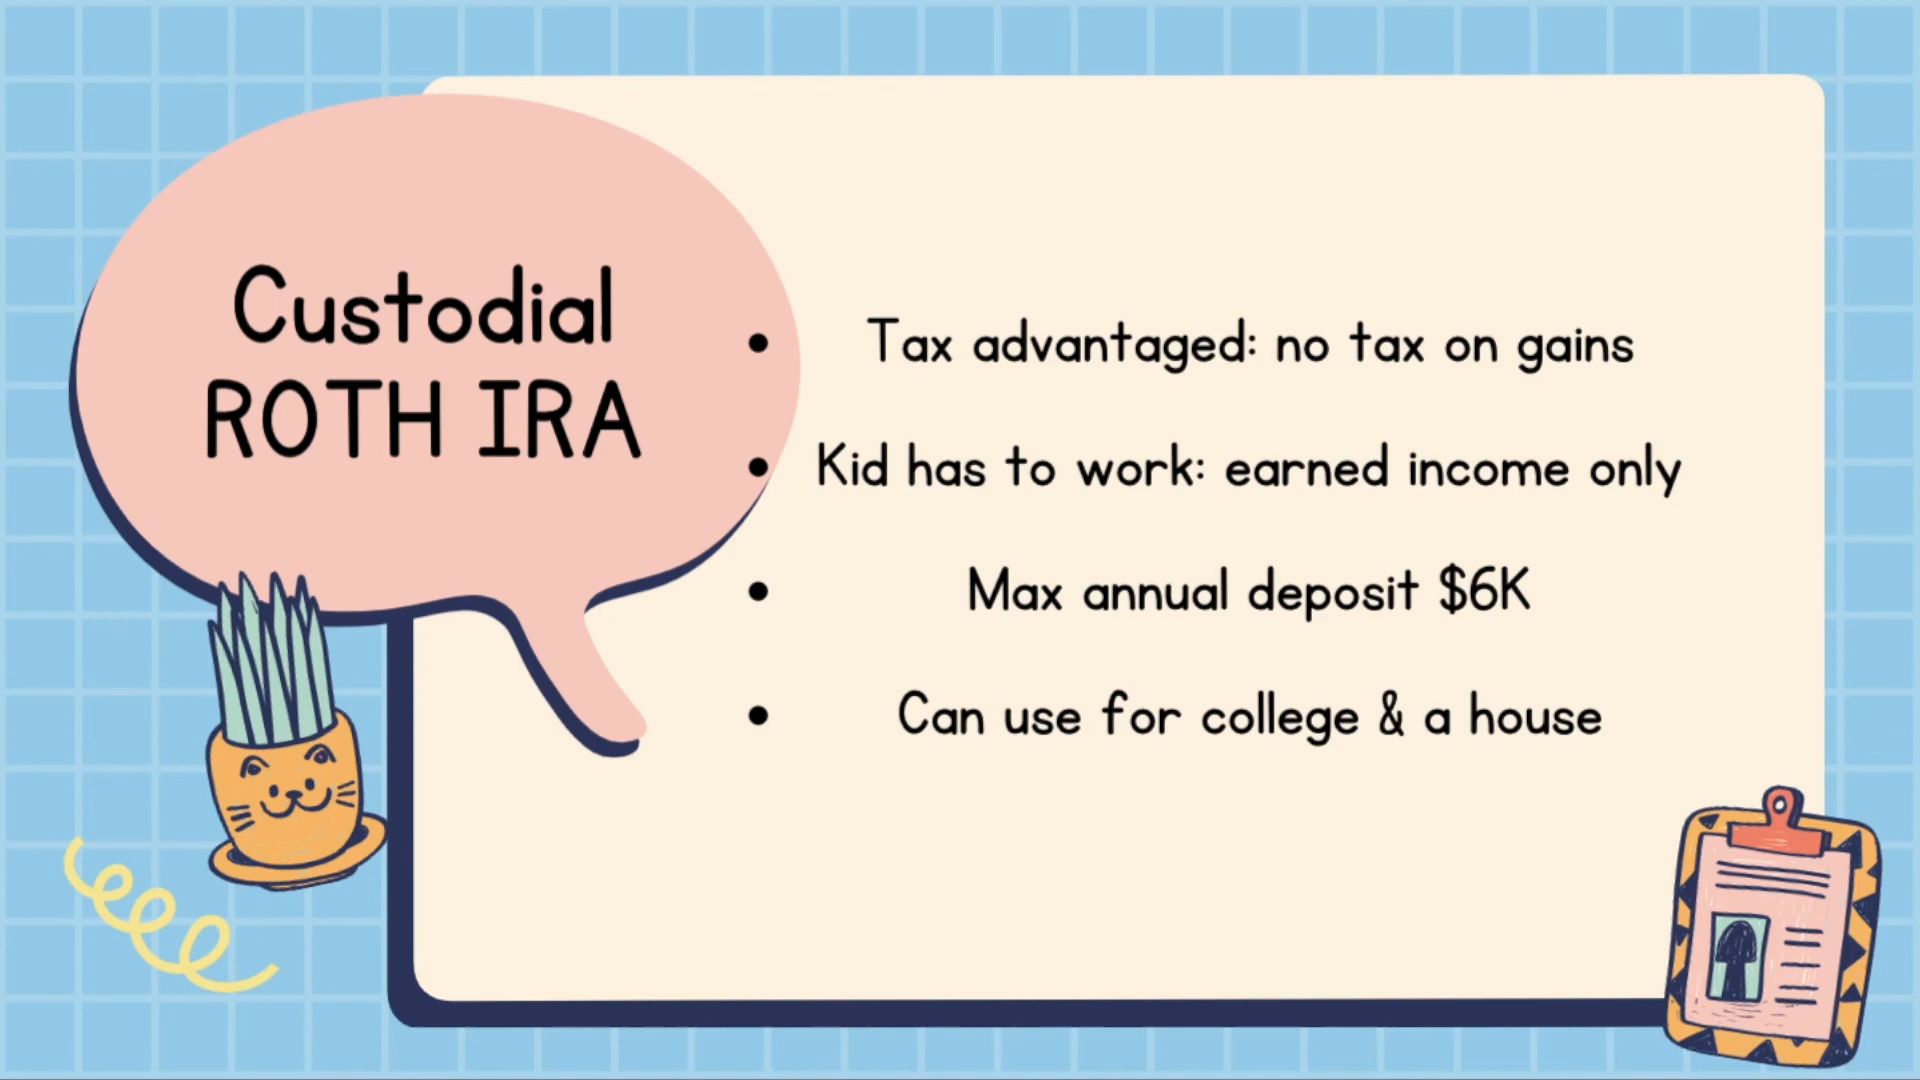 Custodial
ROTH IRA
• Tax advantaged: no tax on gains
• Kid has to work: earned income only
• Max annual deposit $6K
• Can use for college & a house